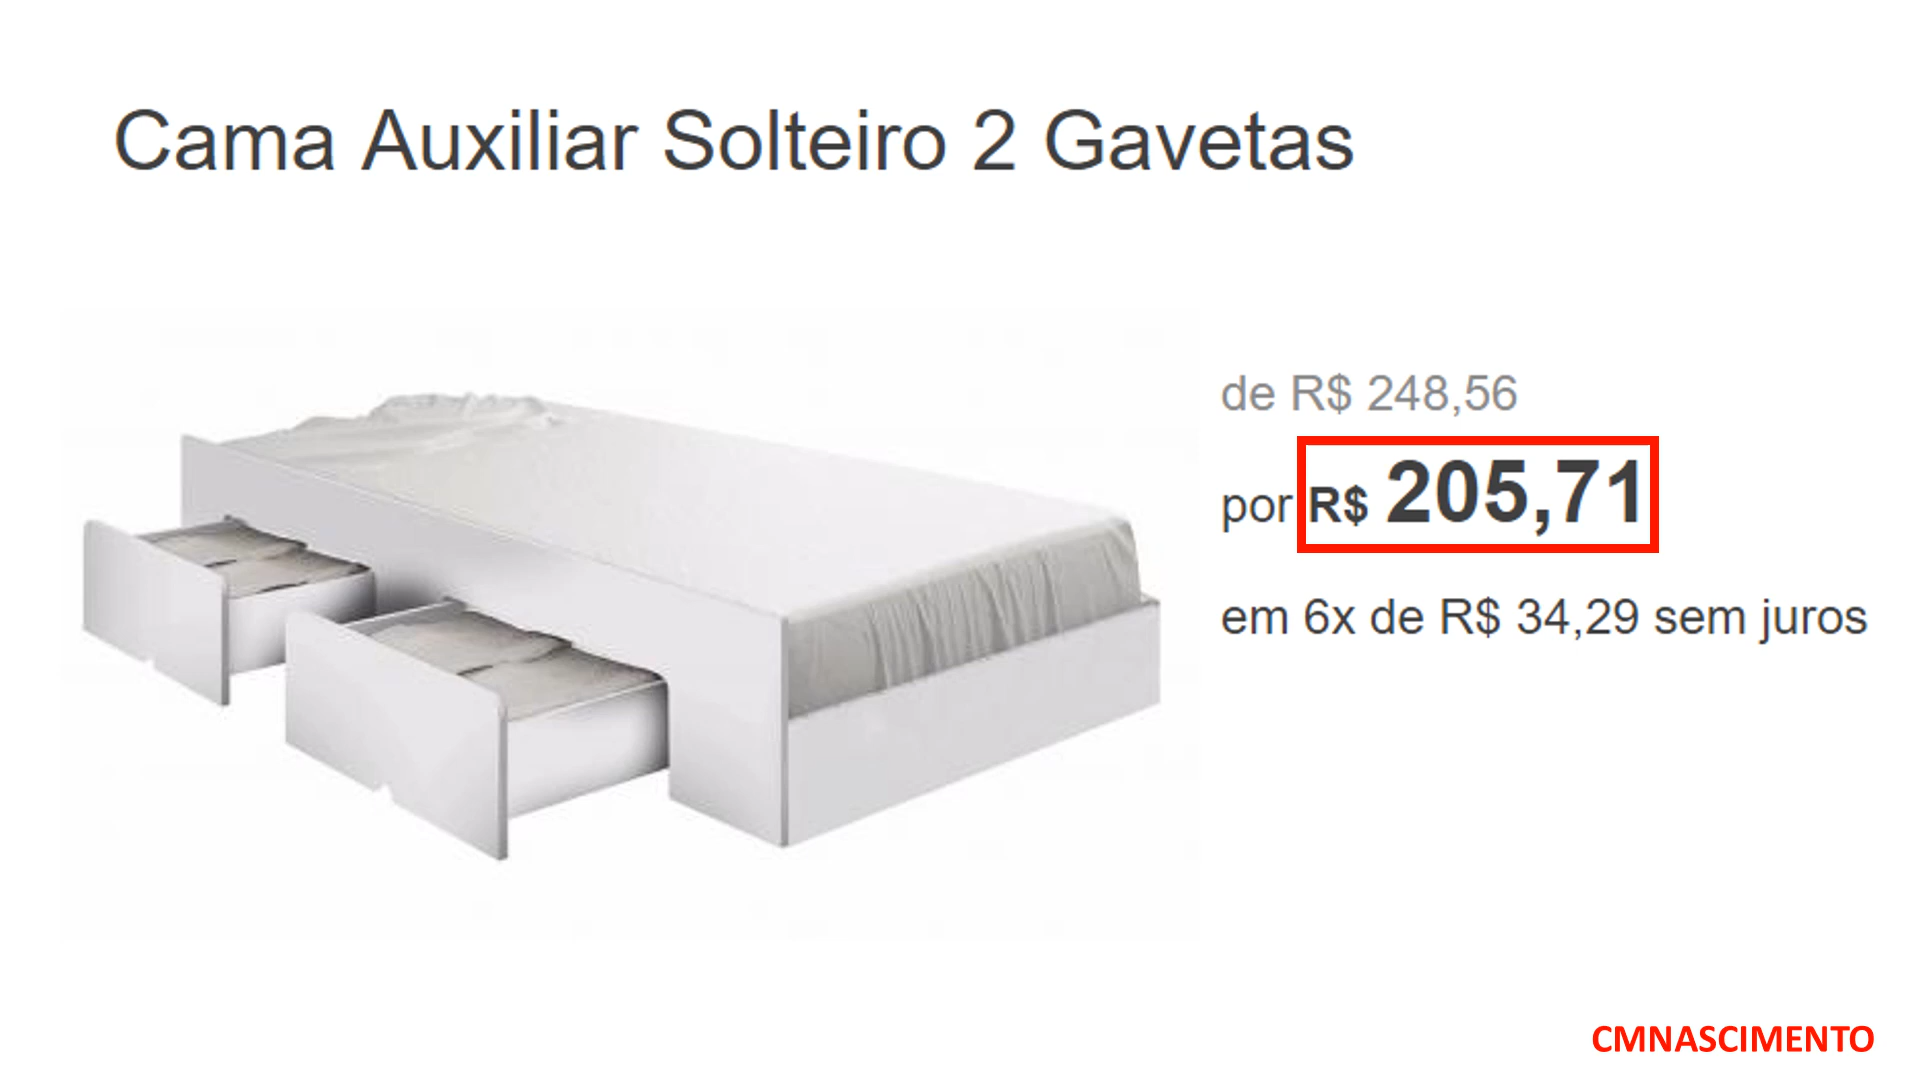 Cama Auxiliar Solteiro 2 Gavetas
de R$ 248,56
por R$ 205,71
em 6x de R$ 34,29 sem juros
CMNASCIMENTO